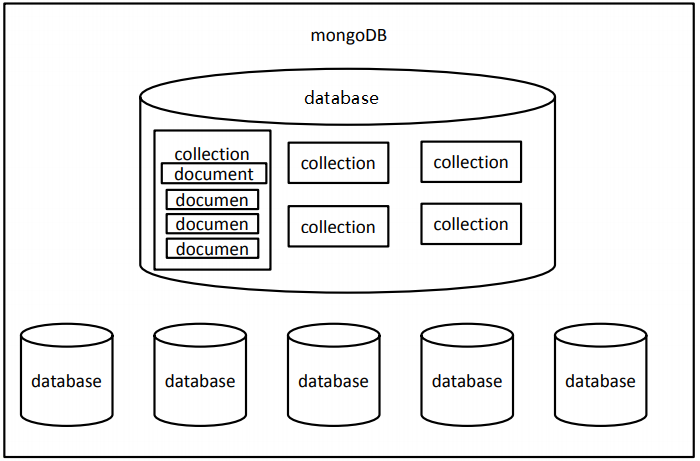 mongoDB
database
collection
document
documen
documen
documen
collection
collection
collection
collection
database
database
database
database
database